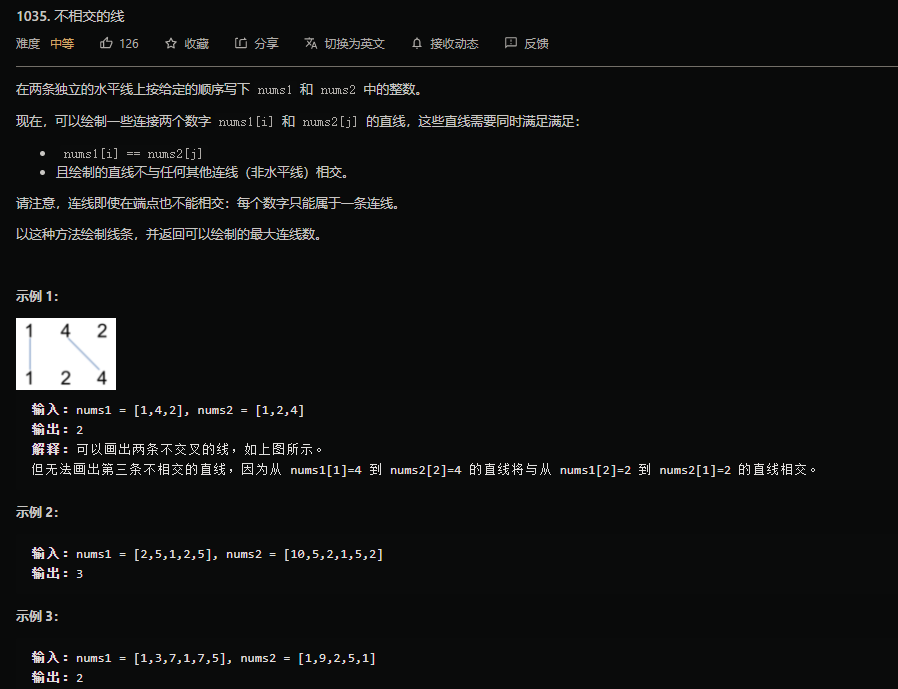 1035. 不相交的线
难度 中等 126 收藏 分享 切换为英文 接收动态 反馈
在两条独立的水平线上按给定的顺序写下 nums1 和 nums2 中的整数。
现在，可以绘制一些连接两个数字 nums1[i] 和 nums2[j] 的直线，这些直线需要同时满足满足：
nums1[i] == nums2[j]
且绘制的直线不与任何其他连线（非水平线）相交。
请注意，连线即使在端点也不能相交：每个数字只能属于一条连线。
以这种方法绘制线条，并返回可以绘制的最大连线数。
示例 1：
1 4 2
1 2 4
输入：nums1 = [1,4,2], nums2 = [1,2,4]
输出：2
解释：可以画出两条不交叉的线，如上图所示。
但无法画出第三条不相交的直线，因为从 nums1[1]=4 到 nums2[2]=4 的直线将与从 nums1[2]=2 到 nums2[1]=2 的直线相交。
示例 2：
输入：nums1 = [2,5,1,2,5], nums2 = [10,5,2,1,5,2]
输出：3
示例 3：
输入：nums1 = [1,3,7,1,7,5], nums2 = [1,9,2,5,1]
输出：2